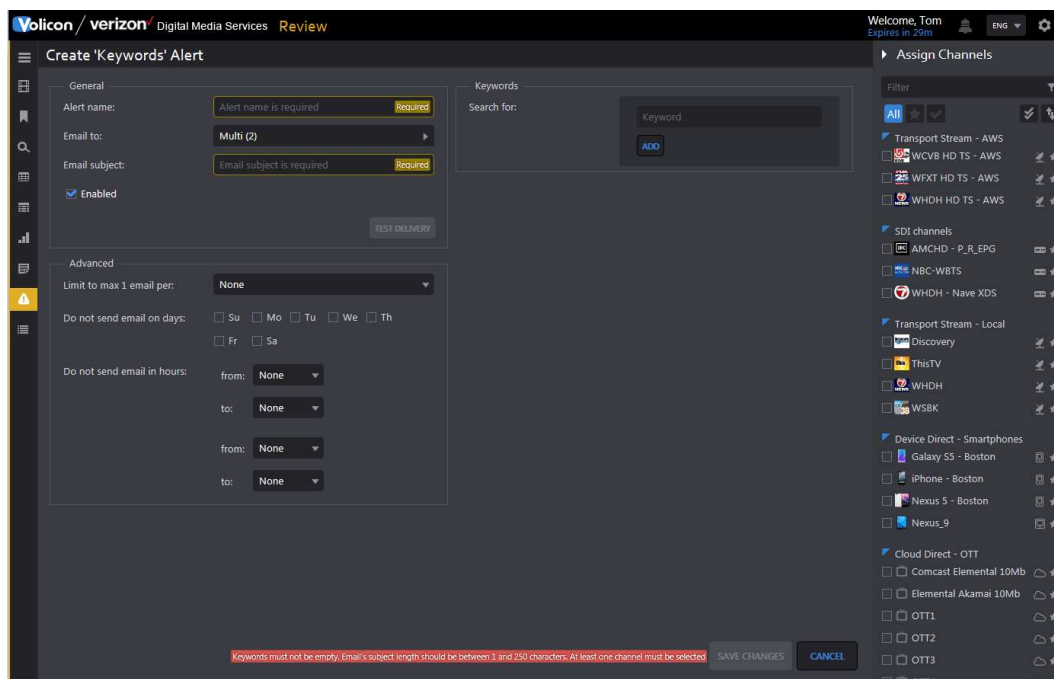 Volicon / verizon✓ Digital Media Services Review
Welcome, Tom
Expires in 29m
ENG
Create 'Keywords' Alert
General
Alert name:
Alert name is required
Required
Email to:
Multi (2)
Email subject:
Email subject is required
Required
Enabled
TEST DELIVERY
Advanced
Limit to max 1 email per:
None
Do not send email on days:
Su Mo Tu We Th
Fr Sa
Do not send email in hours:
from: None
to: None
from: None
to: None
Keywords
Search for:
Keyword
ADD
Keywords must not be empty. Email's subject length should be between 1 and 250 characters. At least one channel must be selected
SAVE CHANGES
CANCEL
Assign Channels
Filter
All
Transport Stream - AWS
WCVB HD TS - AWS
WFXT HD TS - AWS
WHDH HD TS - AWS
SDI channels
AMCHD - P_R_EPG
NBC-WBTS
WHDH - Nave XDS
Transport Stream - Local
Discovery
ThisTV
WHDH
WSBK
Device Direct - Smartphones
Galaxy S5 - Boston
iPhone - Boston
Nexus 5 - Boston
Nexus_9
Cloud Direct - OTT
Comcast Elemental 10Mb
Elemental Akamai 10Mb
OTT1
OTT2
OTT3